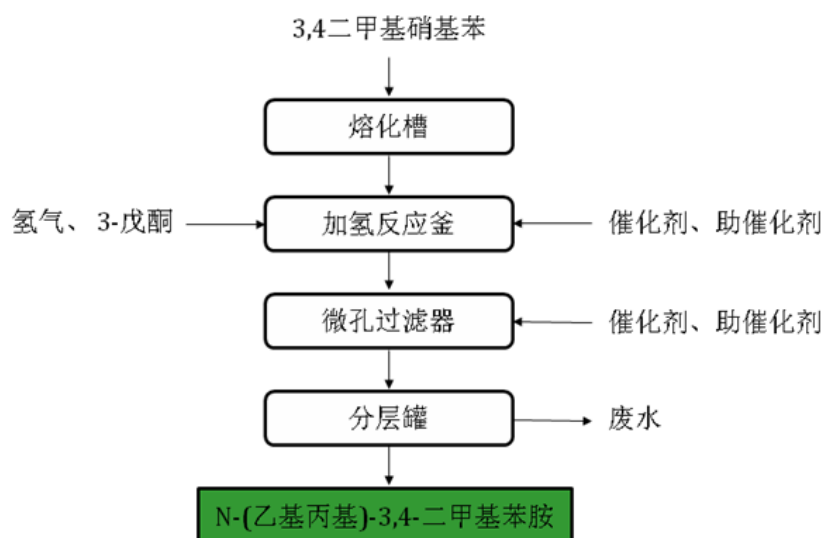 3,4二甲基硝基苯
熔化槽
氢气、3-戊酮
加氢反应釜
催化剂、助催化剂
微孔过滤器
催化剂、助催化剂
分层罐
废水
N-(乙基丙基)-3,4-二甲基苯胺